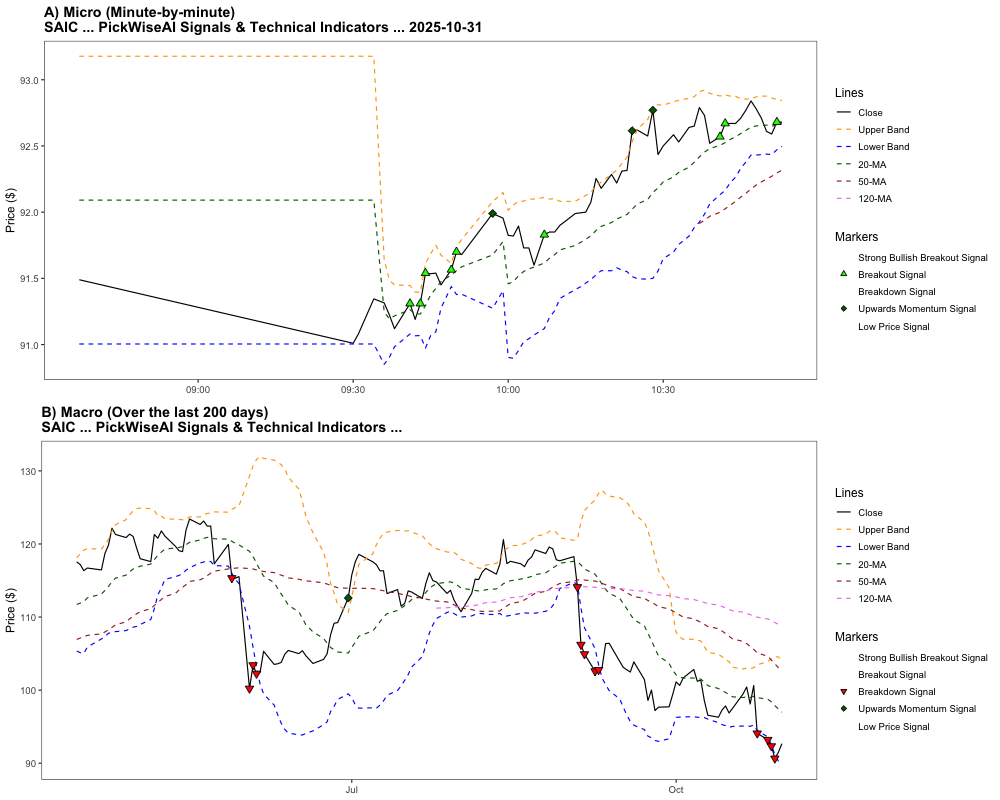 A) Micro (Minute-by-minute)
SAIC ... PickWiseAI Signals & Technical Indicators ... 2025-10-31
Price ($)
93.0
92.5
92.0
91.5
91.0
09:00
09:30
10:00
10:30
Lines
Close
Upper Band
Lower Band
20-MA
50-MA
120-MA
Markers
Strong Bullish Breakout Signal
Breakout Signal
Breakdown Signal
Upwards Momentum Signal
Low Price Signal
B) Macro (Over the last 200 days)
SAIC ... PickWiseAI Signals & Technical Indicators ...
Price ($)
130
120
110
100
90
Jul
Oct
Lines
Close
Upper Band
Lower Band
20-MA
50-MA
120-MA
Markers
Strong Bullish Breakout Signal
Breakout Signal
Breakdown Signal
Upwards Momentum Signal
Low Price Signal